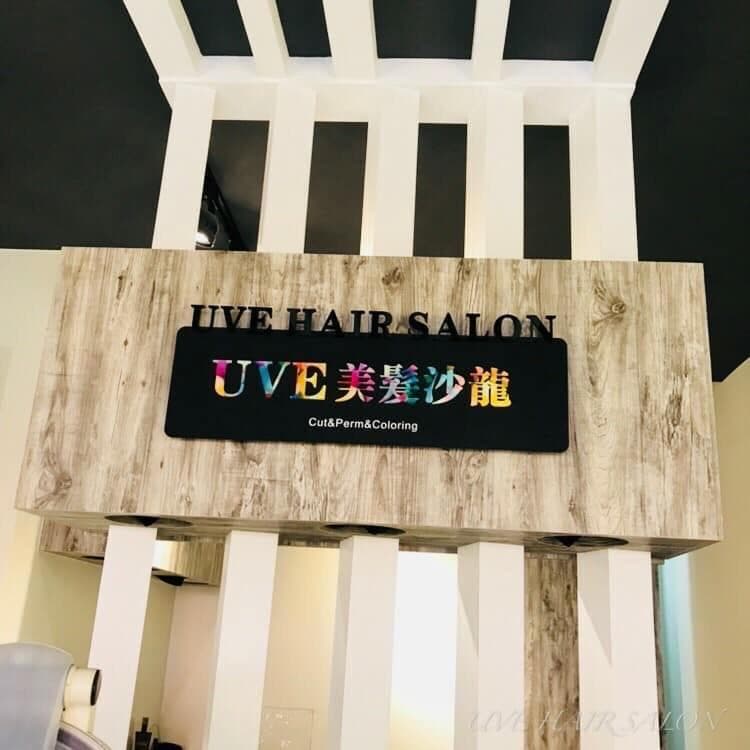 UVE HAIR SALON
UVE美髮沙龍
Cut&Perm&Coloring
UVE HAIR SALON